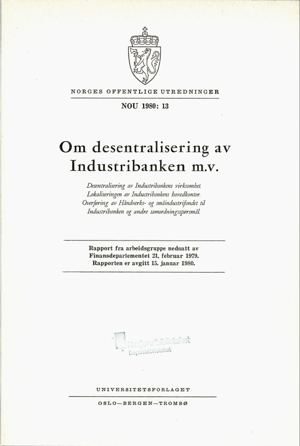 NORGES OFFENTLIGE UTREDNINGER
NOU 1980: 13
Om desentralisering av
Industribanken m.v.
Desentralisering av Industribankens virksomhet
Lokaliseringen av Industribankens hovedkontor
Overføring av Håndverks- og småindustrifondet til
Industribanken og andre samordningsspørsmål
Rapport fra arbeidsgruppe nedsatt av
Finansdepartementet 21. februar 1979.
Rapporten er avgitt 15. januar 1980.
UNIVERSITETSFORLAGET
OSLO—BERGEN—TROMSØ